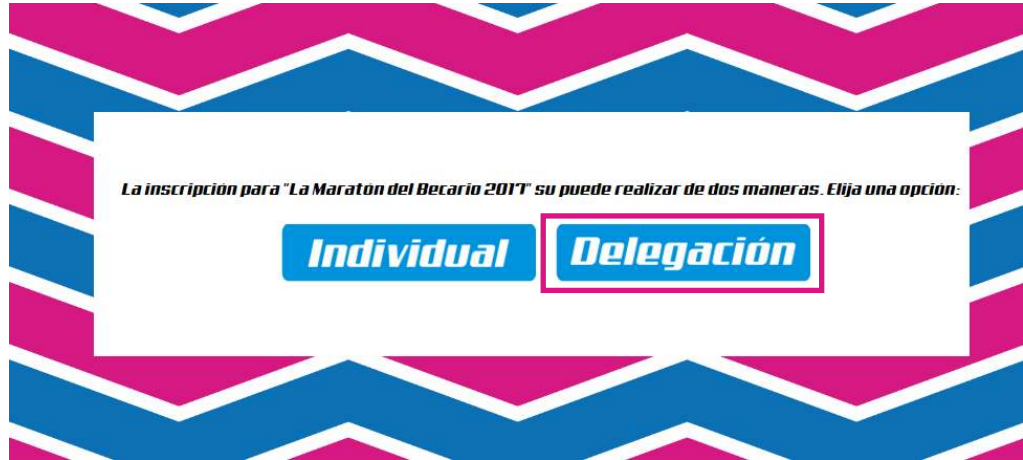 La inscripción para "La Maratón del Becario 2017" su puede realizar de dos maneras. Elija una opción:
Individual Delegación